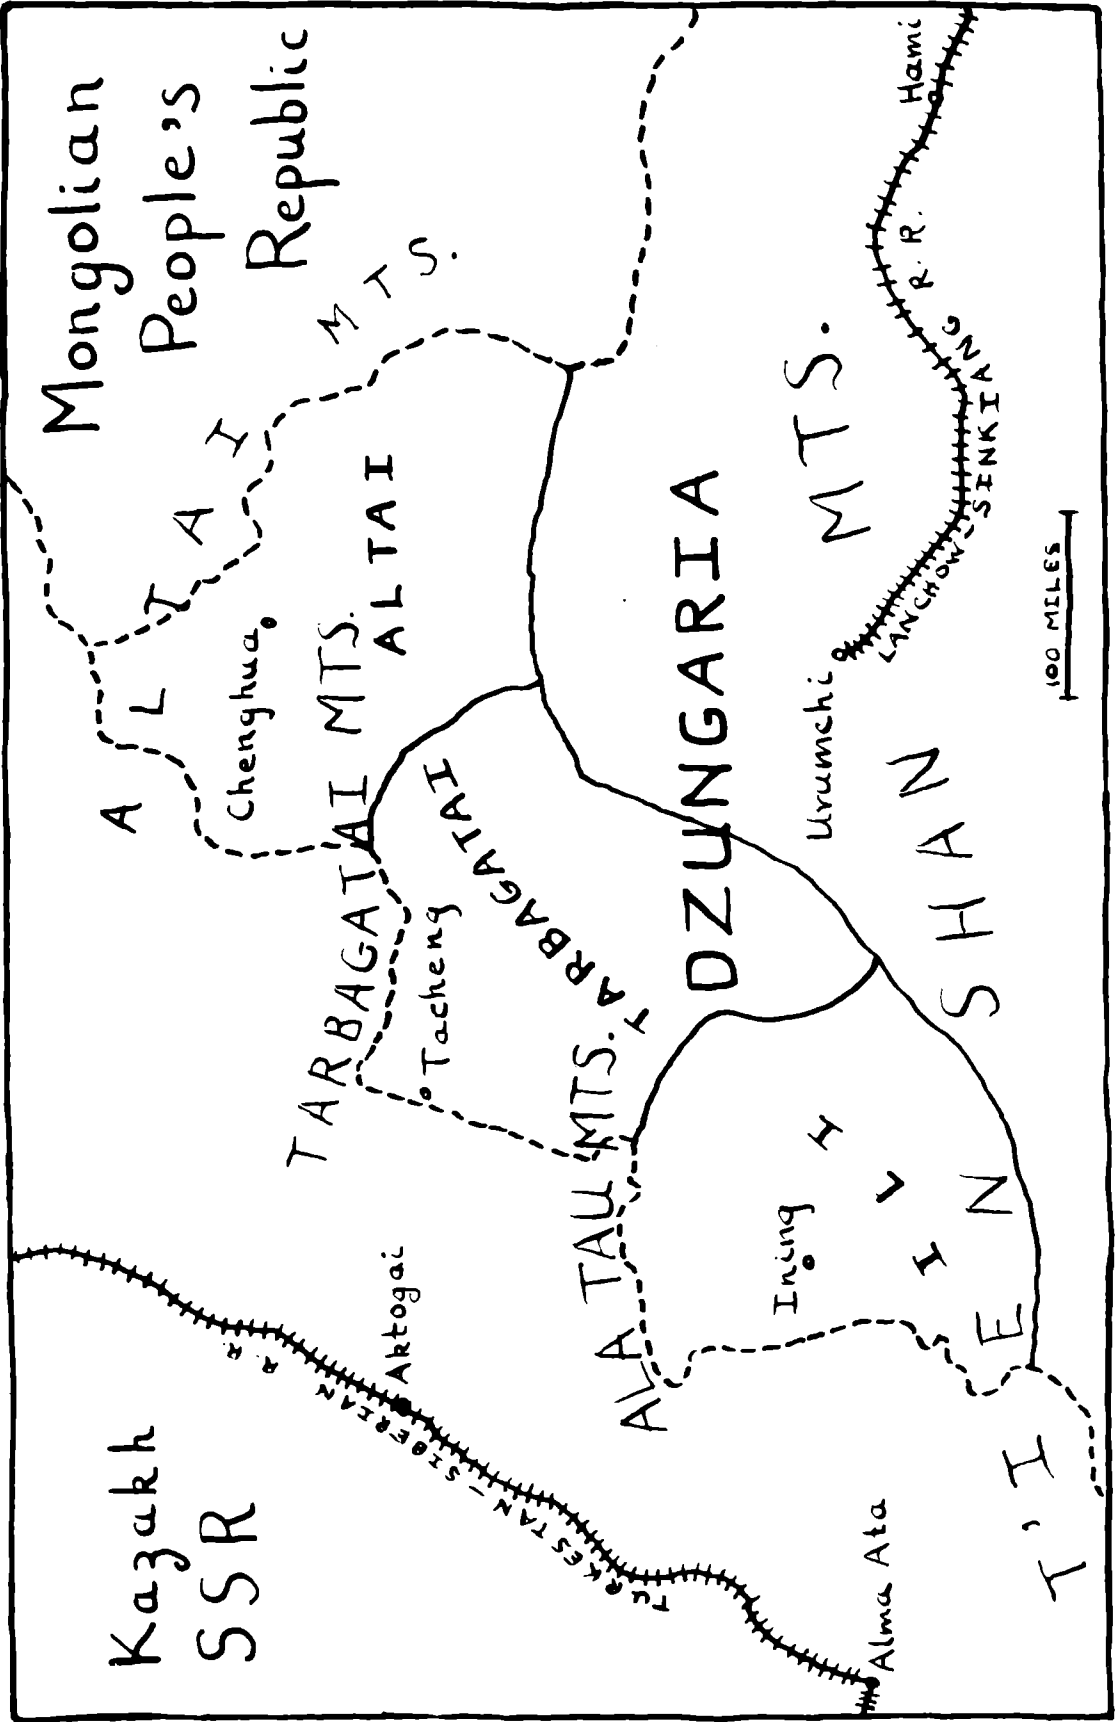 Kazakh
SSR
Mongolian
People's
Republic
ALTAI MTS.
Chenghua
TARBAGATAI MTS.
ALTAI
TURKESTAN-SIBERIAN R.R.
Aktogai
Tacheng
TARBAGATAI
ALA TAU MTS.
DZUNGARIA
Ining
ILI
Urumchi
Hami
LANCHOW-SINKIANG R.R.
Alma Ata
T'IEN SHAN MTS.
100 MILES